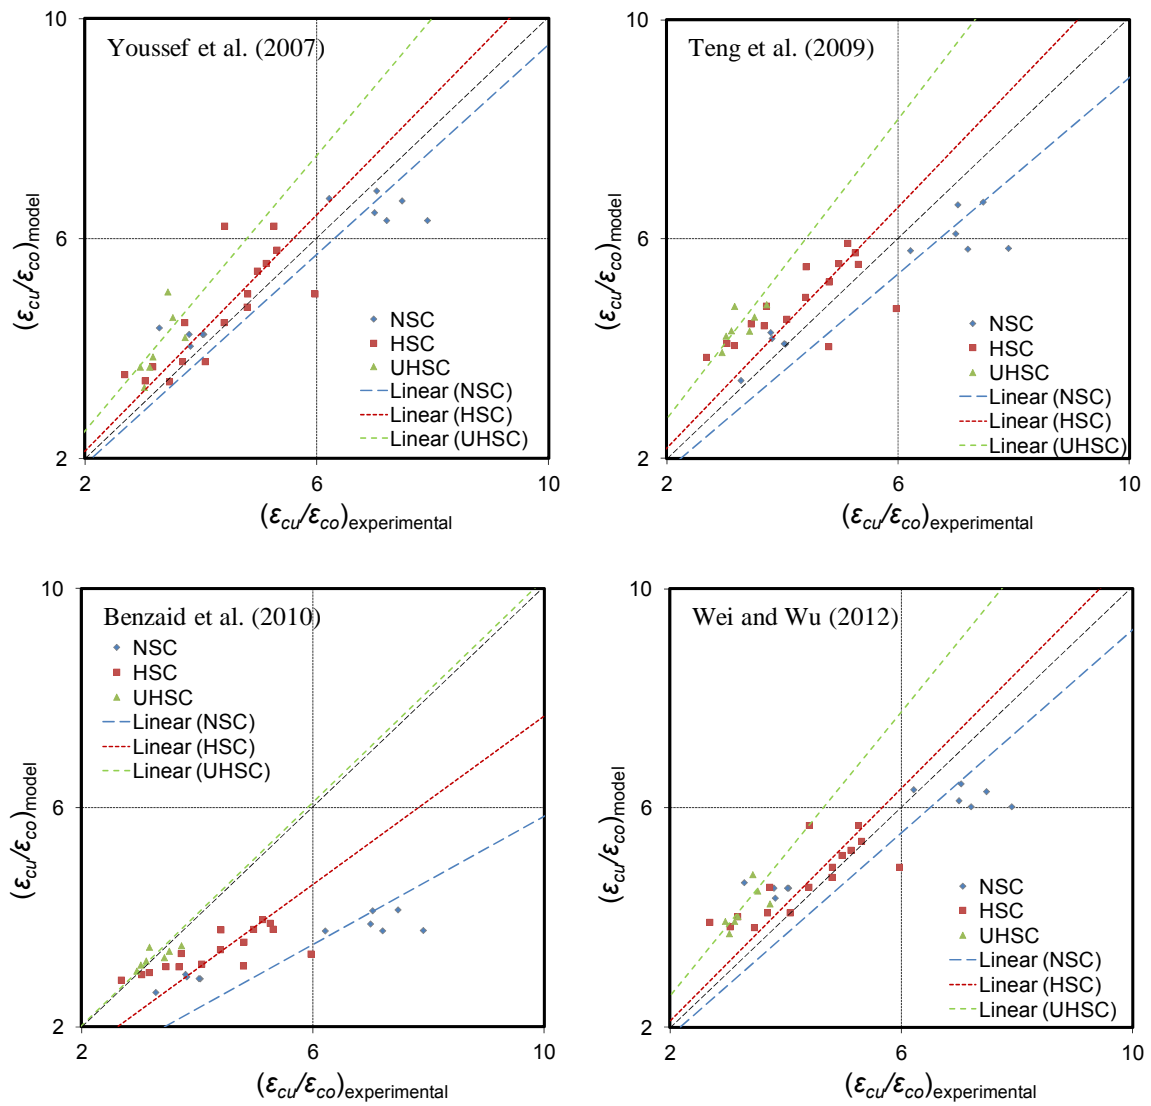 Youssef et al. (2007)
10
6
2
(εcu/εco)model
NSC
HSC
UHSC
Linear (NSC)
Linear (HSC)
Linear (UHSC)
2
6
10
(εcu/εco)experimental
Teng et al. (2009)
10
6
2
(εcu/εco)model
NSC
HSC
UHSC
Linear (NSC)
Linear (HSC)
Linear (UHSC)
2
6
10
(εcu/εco)experimental
Benzaid et al. (2010)
10
6
2
(εcu/εco)model
NSC
HSC
UHSC
Linear (NSC)
Linear (HSC)
Linear (UHSC)
2
6
10
(εcu/εco)experimental
Wei and Wu (2012)
10
6
2
(εcu/εco)model
NSC
HSC
UHSC
Linear (NSC)
Linear (HSC)
Linear (UHSC)
2
6
10
(εcu/εco)experimental